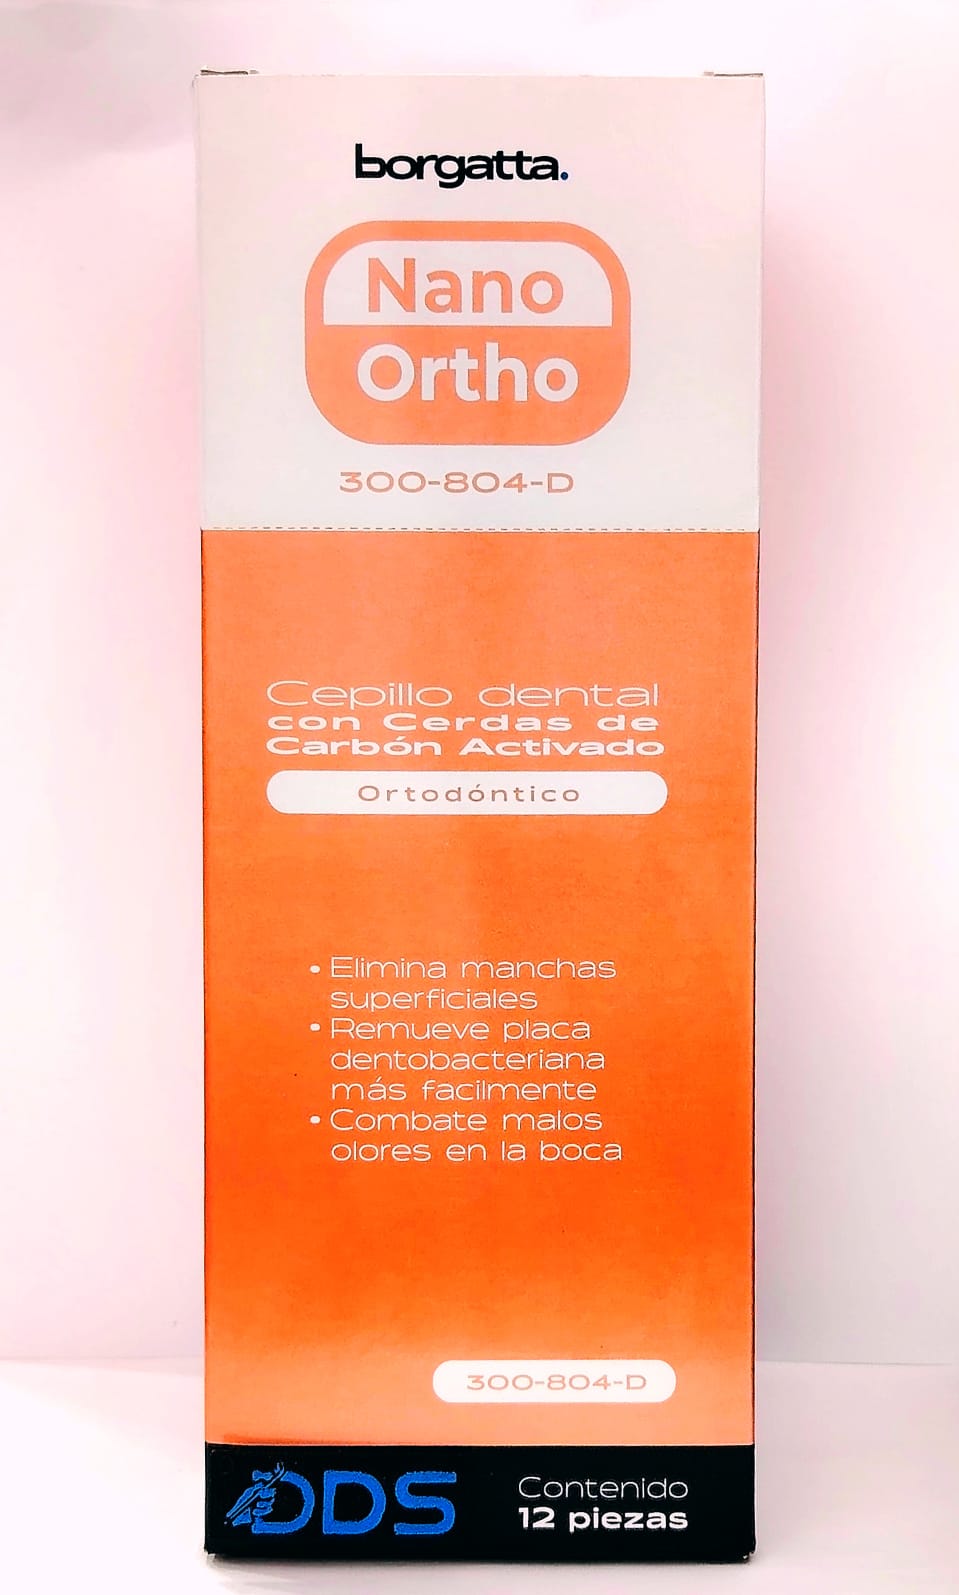 borgatta.
Nano
Ortho
300-804-D
Cepillo dental
con Cerdas de
Carbón Activado
Ortodóntico
• Elimina manchas
superficiales
• Remueve placa
dentobacteriana
más facilmente
• Combate malos
olores en la boca
300-804-D
DDS
Contenido
12 piezas